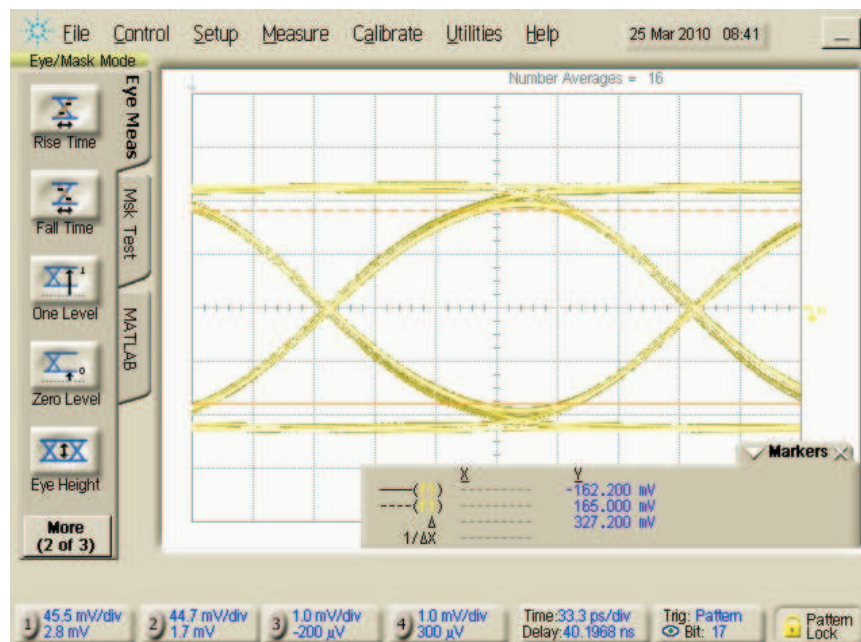 File Control Setup Measure Calibrate Utilities Help 25 Mar 2010 08:41
Eye/Mask Mode
Number Averages = 16
Eye Meas
Msk Test
MATLAB
Rise Time
Fall Time
One Level
Zero Level
Eye Height
More
(2 of 3)
Markers
X Y
-162.200 mV
165.000 mV
Δ 327.200 mV
1/ΔX
1 45.5 mV/div
2.8 mV
2 44.7 mV/div
1.7 mV
3 1.0 mV/div
-200 µV
4 1.0 mV/div
300 µV
Time:33.3 ps/div
Delay:40.1968 ns
Trig: Pattern
Bit: 17
Pattern
Lock